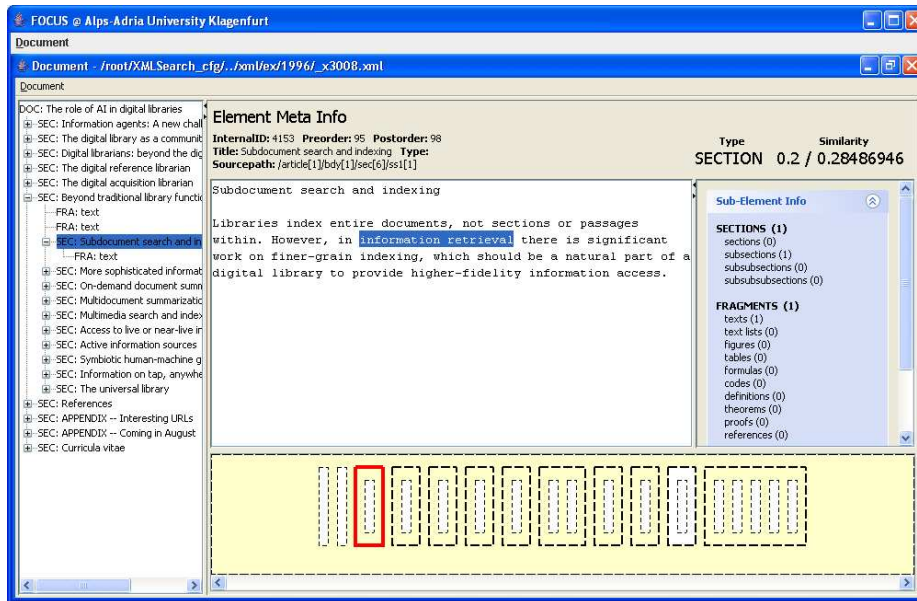 FOCUS @ Alps-Adria University Klagenfurt
Document
Document - /root/XMLSearch_cfg/../xml/ex/1996/_x3008.xml
Document
DOC: The role of AI in digital libraries
SEC: Information agents: A new chall
SEC: The digital library as a communit
SEC: Digital librarians: beyond the dig
SEC: The digital reference librarian
SEC: The digital acquisition librarian
SEC: Beyond traditional library functic
FRA: text
FRA: text
SEC: Subdocument search and in
FRA: text
SEC: More sophisticated informat
SEC: On-demand document summ
SEC: Multidocument summarizatic
SEC: Multimedia search and index
SEC: Access to live or near-live ir
SEC: Active information sources
SEC: Symbiotic human-machine g
SEC: Information on tap, anywhe
SEC: The universal library
SEC: References
SEC: APPENDIX -- Interesting URLs
SEC: APPENDIX -- Coming in August
SEC: Curricula vitae
Element Meta Info
InternalID: 4153 Preorder: 95 Postorder: 98
Title: Subdocument search and indexing Type:
Sourcepath: /article[1]/bdy[1]/sec[6]/ss1[1]
Type Similarity
SECTION 0.2 / 0.28486946
Subdocument search and indexing
Libraries index entire documents, not sections or passages
within. However, in information retrieval there is significant
work on finer-grain indexing, which should be a natural part of a
digital library to provide higher-fidelity information access.
Sub-Element Info
SECTIONS (1)
sections (0)
subsections (1)
subsubsections (0)
subsubsubsections (0)
FRAGMENTS (1)
texts (1)
text lists (0)
figures (0)
tables (0)
formulas (0)
codes (0)
definitions (0)
theorems (0)
proofs (0)
references (0)